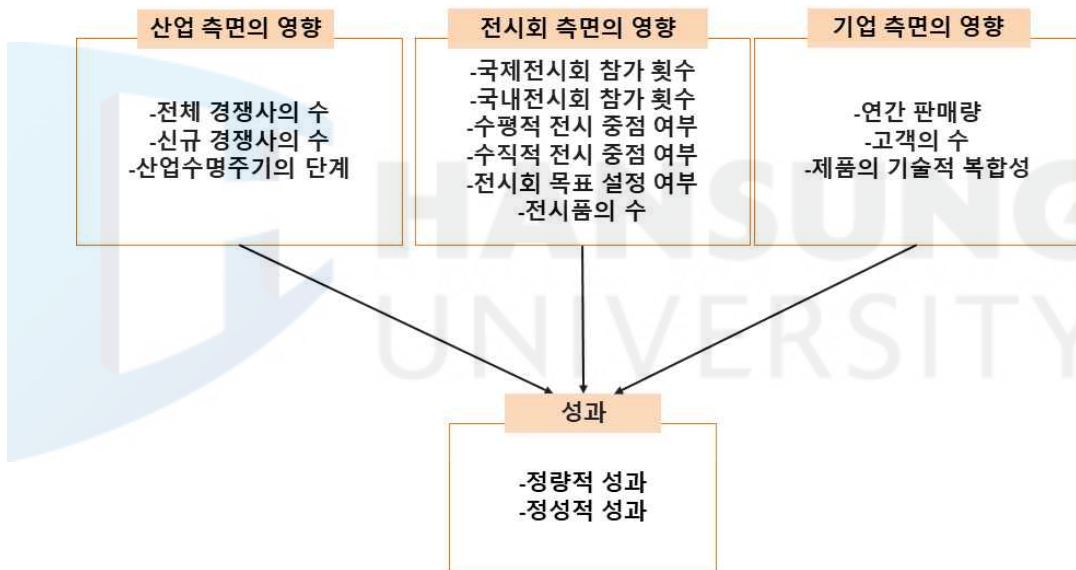 산업 측면의 영향
-전체 경쟁사의 수
-신규 경쟁사의 수
-산업수명주기의 단계
전시회 측면의 영향
-국제전시회 참가 횟수
-국내전시회 참가 횟수
-수평적 전시 중점 여부
-수직적 전시 중점 여부
-전시회 목표 설정 여부
-전시품의 수
기업 측면의 영향
-연간 판매량
-고객의 수
-제품의 기술적 복합성
HANSUNG
UNIVERSITY
성과
-정량적 성과
-정성적 성과